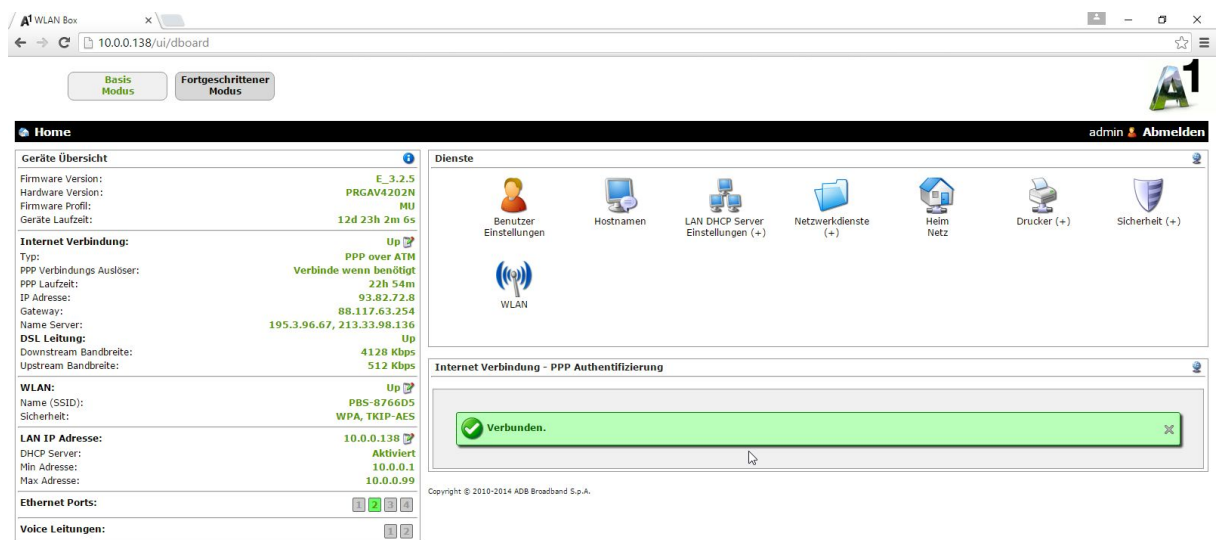 A1 WLAN Box
10.0.0.138/ui/dboard
Basis
Modus
Fortgeschrittener
Modus
A1
Home
admin Abmelden
Geräte Übersicht
Firmware Version: E_3.2.5
Hardware Version: PRGAV4202N
Firmware Profil: MU
Geräte Laufzeit: 12d 23h 2m 6s
Internet Verbindung: Up
Typ: PPP over ATM
PPP Verbindungs Auslöser: Verbinde wenn benötigt
PPP Laufzeit: 22h 54m
IP Adresse: 93.82.72.8
Gateway: 88.117.63.254
Name Server: 195.3.96.67, 213.33.98.136
DSL Leitung: Up
Downstream Bandbreite: 4128 Kbps
Upstream Bandbreite: 512 Kbps
WLAN: Up
Name (SSID): PBS-8766D5
Sicherheit: WPA, TKIP-AES
LAN IP Adresse: 10.0.0.138
DHCP Server: Aktiviert
Min Adresse: 10.0.0.1
Max Adresse: 10.0.0.99
Ethernet Ports: 1 2 3 4
Voice Leitungen: 1 2
Dienste
Benutzer
Einstellungen
Hostnamen
LAN DHCP Server
Einstellungen (+)
Netzwerkdienste
(+)
Heim
Netz
Drucker (+)
Sicherheit (+)
WLAN
Internet Verbindung - PPP Authentifizierung
Verbunden.
Copyright © 2010-2014 ADB Broadband S.p.A.